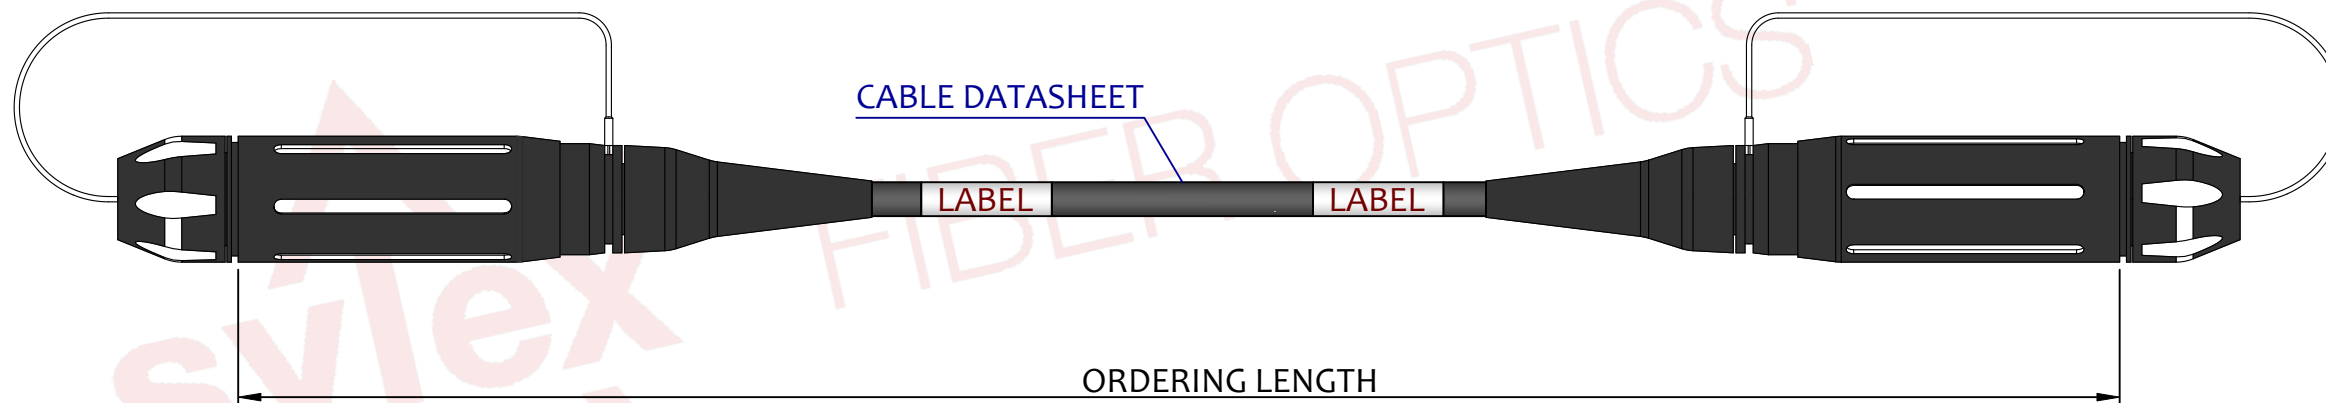 CABLE DATASHEET
LABEL LABEL
FIBER OPTICS
sylex
ORDERING LENGTH